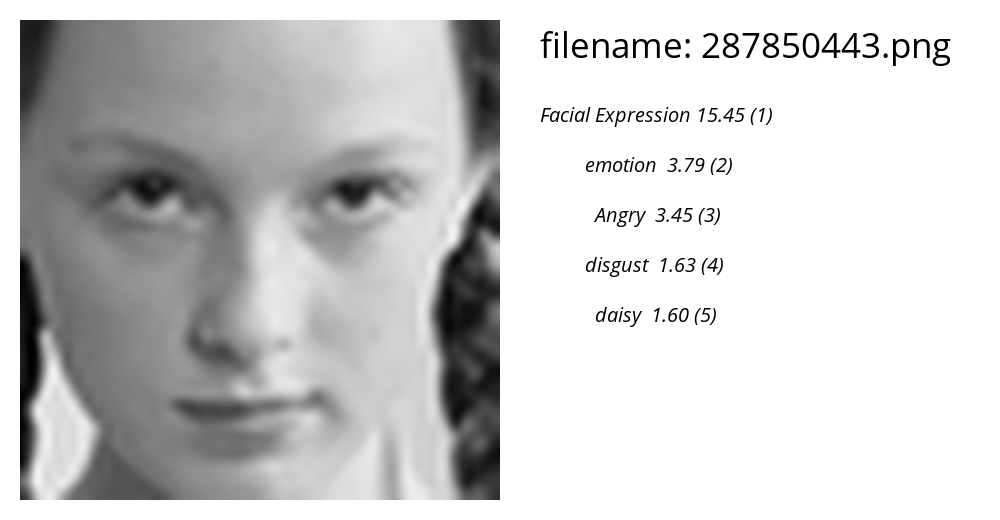 filename: 287850443.png
Facial Expression 15.45 (1)
emotion 3.79 (2)
Angry 3.45 (3)
disgust 1.63 (4)
daisy 1.60 (5)